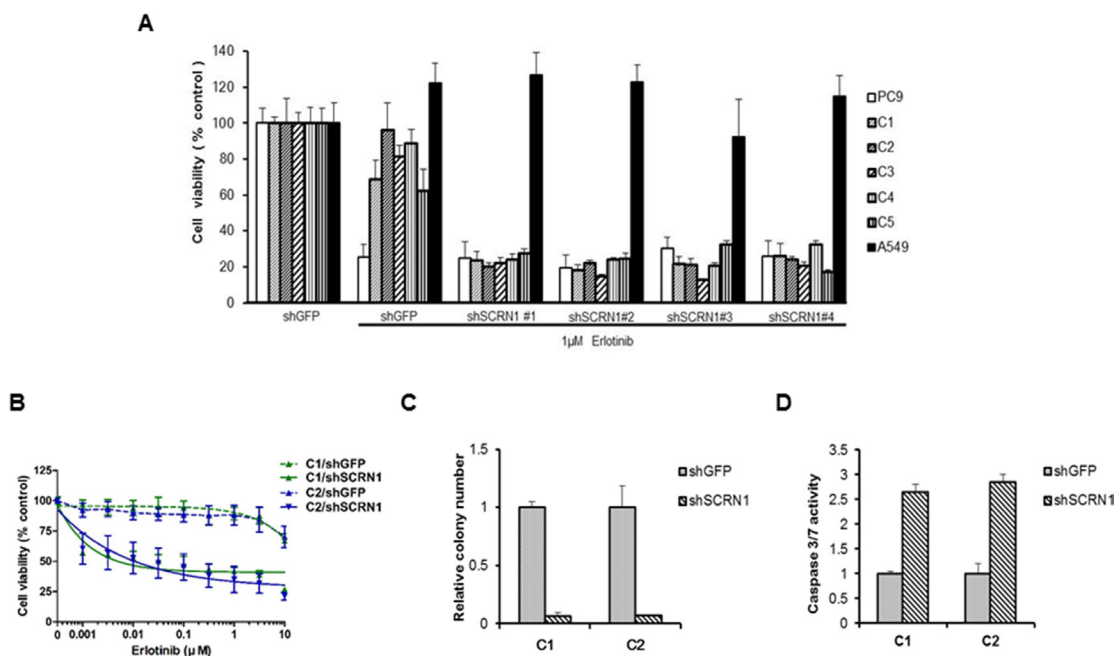 A
Cell viability ( % control)
140
120
100
80
60
40
20
0
shGFP
shGFP
shSCRN1 #1
shSCRN1#2
shSCRN1#3
shSCRN1#4
1μM Erlotinib
PC9
C1
C2
C3
C4
C5
A549
B
Cell viability (% control)
125
100
75
50
25
0
0.001
0.01
0.1
1
10
Erlotinib (μM)
C1/shGFP
C1/shSCRN1
C2/shGFP
C2/shSCRN1
C
Relative colony number
1.5
1
0.5
0
C1
C2
shGFP
shSCRN1
D
Caspase 3/7 activity
3.5
3
2.5
2
1.5
1
0.5
0
C1
C2
shGFP
shSCRN1